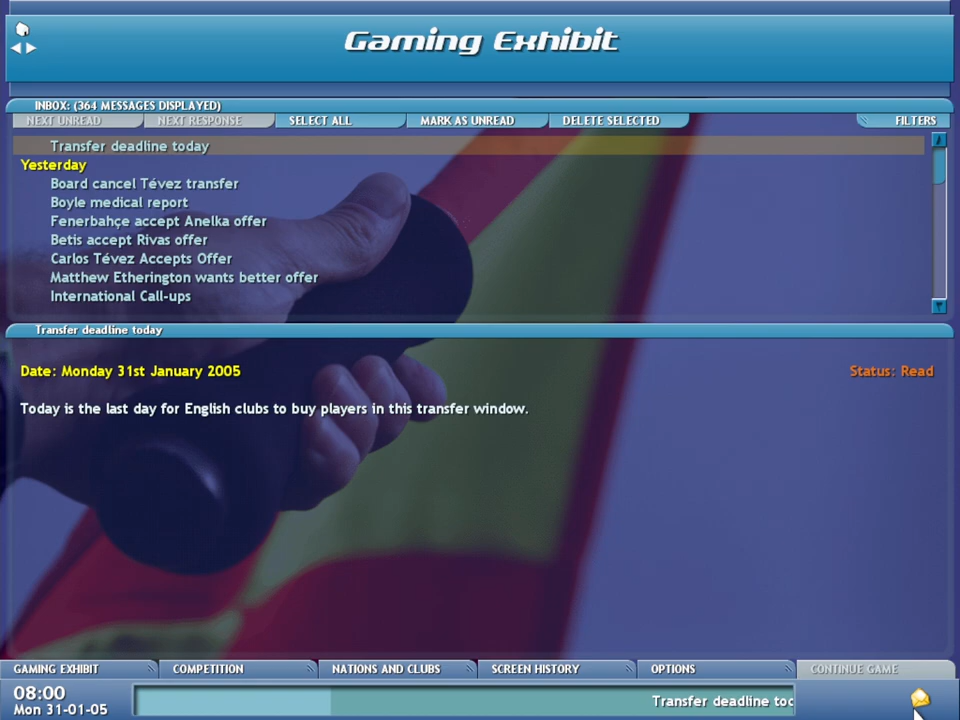 Gaming Exhibit
INBOX: (364 MESSAGES DISPLAYED)
NEXT UNREAD NEXT RESPONSE SELECT ALL MARK AS UNREAD DELETE SELECTED FILTERS
Transfer deadline today
Yesterday
Board cancel Tévez transfer
Boyle medical report
Fenerbahçe accept Anelka offer
Betis accept Rivas offer
Carlos Tévez Accepts Offer
Matthew Etherington wants better offer
International Call-ups
Transfer deadline today
Date: Monday 31st January 2005 Status: Read
Today is the last day for English clubs to buy players in this transfer window.
GAMING EXHIBIT COMPETITION NATIONS AND CLUBS SCREEN HISTORY OPTIONS CONTINUE GAME
08:00
Transfer deadline toc
Mon 31-01-05